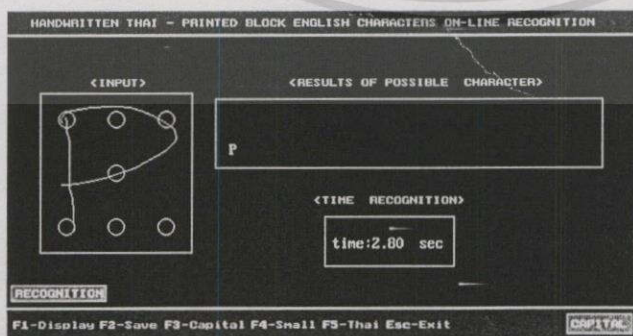 HANDWRITTEN THAI - PRINTED BLOCK ENGLISH CHARACTERS ON-LINE RECOGNITION
<INPUT>
<RESULTS OF POSSIBLE CHARACTER>
P
<TIME RECOGNITION>
time:2.80 sec
RECOGNITION
F1-Display F2-Save F3-Capital F4-Small F5-Thai Esc-Exit
CAPITAL